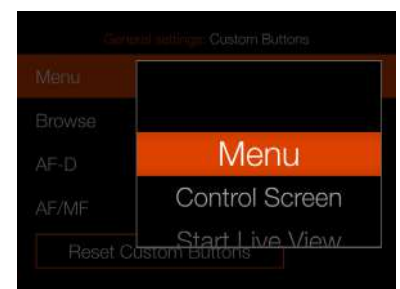 General settings: Custom Buttons
Menu
Browse
AF-D
AF/MF
Reset Custom Buttons
Menu
Control Screen
Start Live View